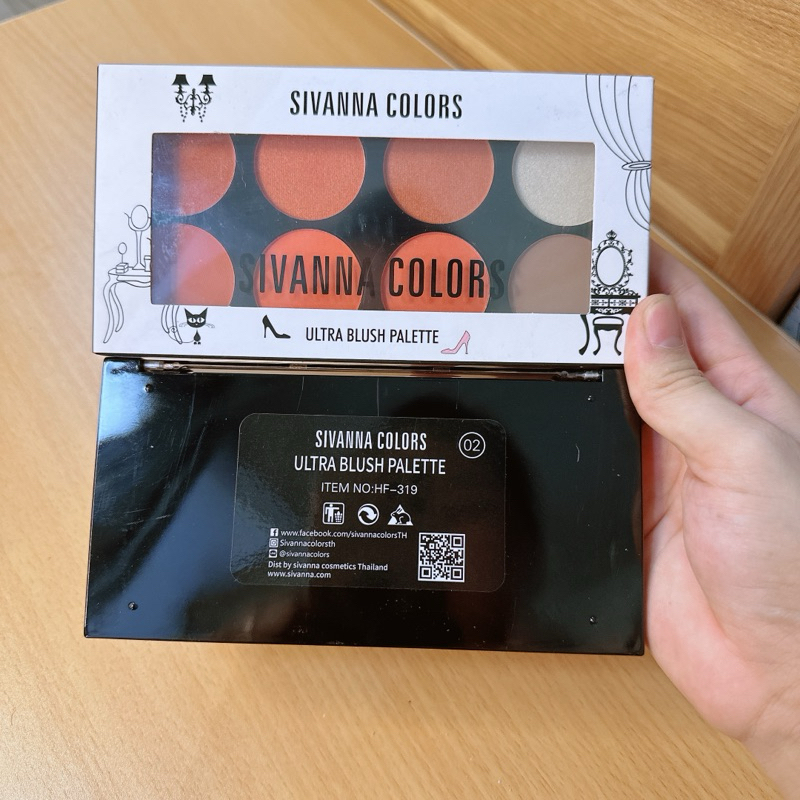 SIVANNA COLORS
SIVANNA COLORS
ULTRA BLUSH PALETTE
SIVANNA COLORS
02
ULTRA BLUSH PALETTE
ITEM NO:HF-319
www.facebook.com/sivannacolorsTH
Sivannacolorsth
@sivannacolors
Dist by sivanna cosmetics Thailand
www.sivanna.com